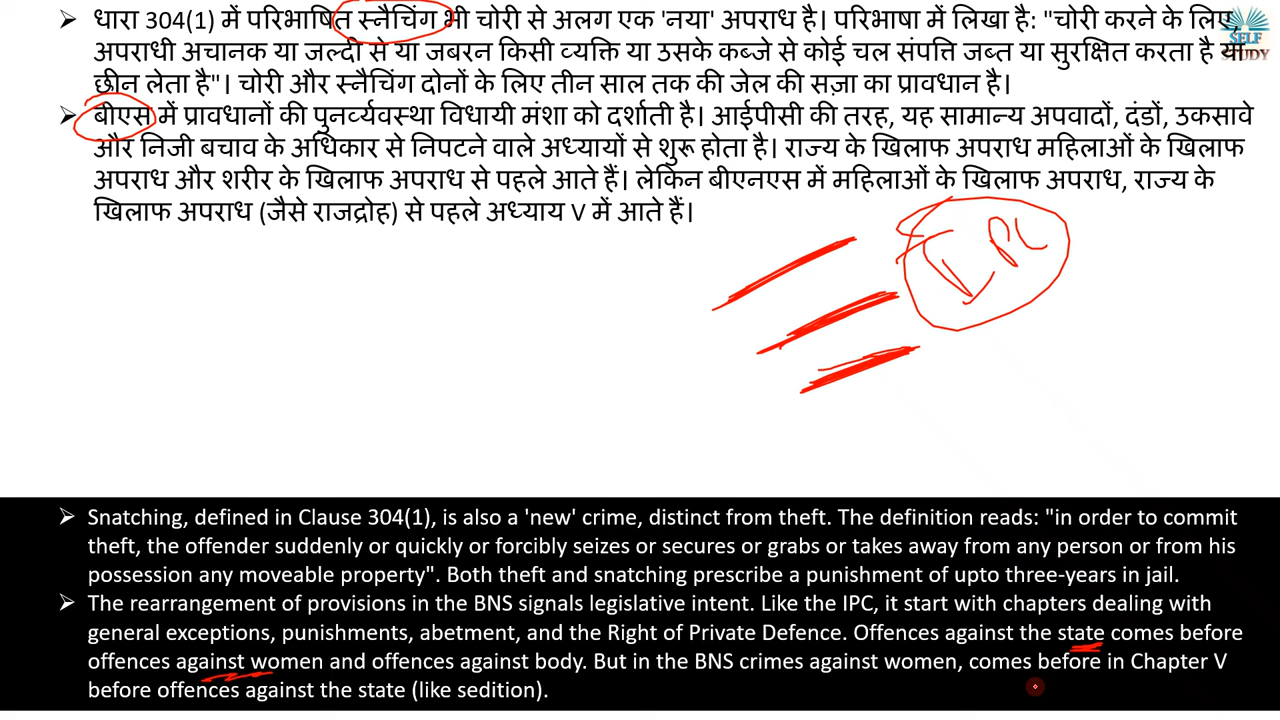 ➢ धारा 304(1) में परिभाषित स्नैचिंग भी चोरी से अलग एक 'नया' अपराध है। परिभाषा में लिखा है: "चोरी करने के लिए,
अपराधी अचानक या जल्दी से या जबरन किसी व्यक्ति या उसके कब्जे से कोई चल संपत्ति जब्त या सुरक्षित करता है या
छीन लेता है"। चोरी और स्नैचिंग दोनों के लिए तीन साल तक की जेल की सज़ा का प्रावधान है।
SELF
STUDY
➢ बीएस में प्रावधानों की पुनर्व्यवस्था विधायी मंशा को दर्शाती है। आईपीसी की तरह, यह सामान्य अपवादों, दंडों, उकसावे
और निजी बचाव के अधिकार से निपटने वाले अध्यायों से शुरू होता है। राज्य के खिलाफ अपराध महिलाओं के खिलाफ
अपराध और शरीर के खिलाफ अपराध से पहले आते हैं। लेकिन बीएनएस में महिलाओं के खिलाफ अपराध, राज्य के
खिलाफ अपराध (जैसे राजद्रोह) से पहले अध्याय V में आते हैं।
IPC
➢ Snatching, defined in Clause 304(1), is also a 'new' crime, distinct from theft. The definition reads: "in order to commit
theft, the offender suddenly or quickly or forcibly seizes or secures or grabs or takes away from any person or from his
possession any moveable property". Both theft and snatching prescribe a punishment of upto three-years in jail.
➢ The rearrangement of provisions in the BNS signals legislative intent. Like the IPC, it start with chapters dealing with
general exceptions, punishments, abetment, and the Right of Private Defence. Offences against the state comes before
offences against women and offences against body. But in the BNS crimes against women, comes before in Chapter V
before offences against the state (like sedition).